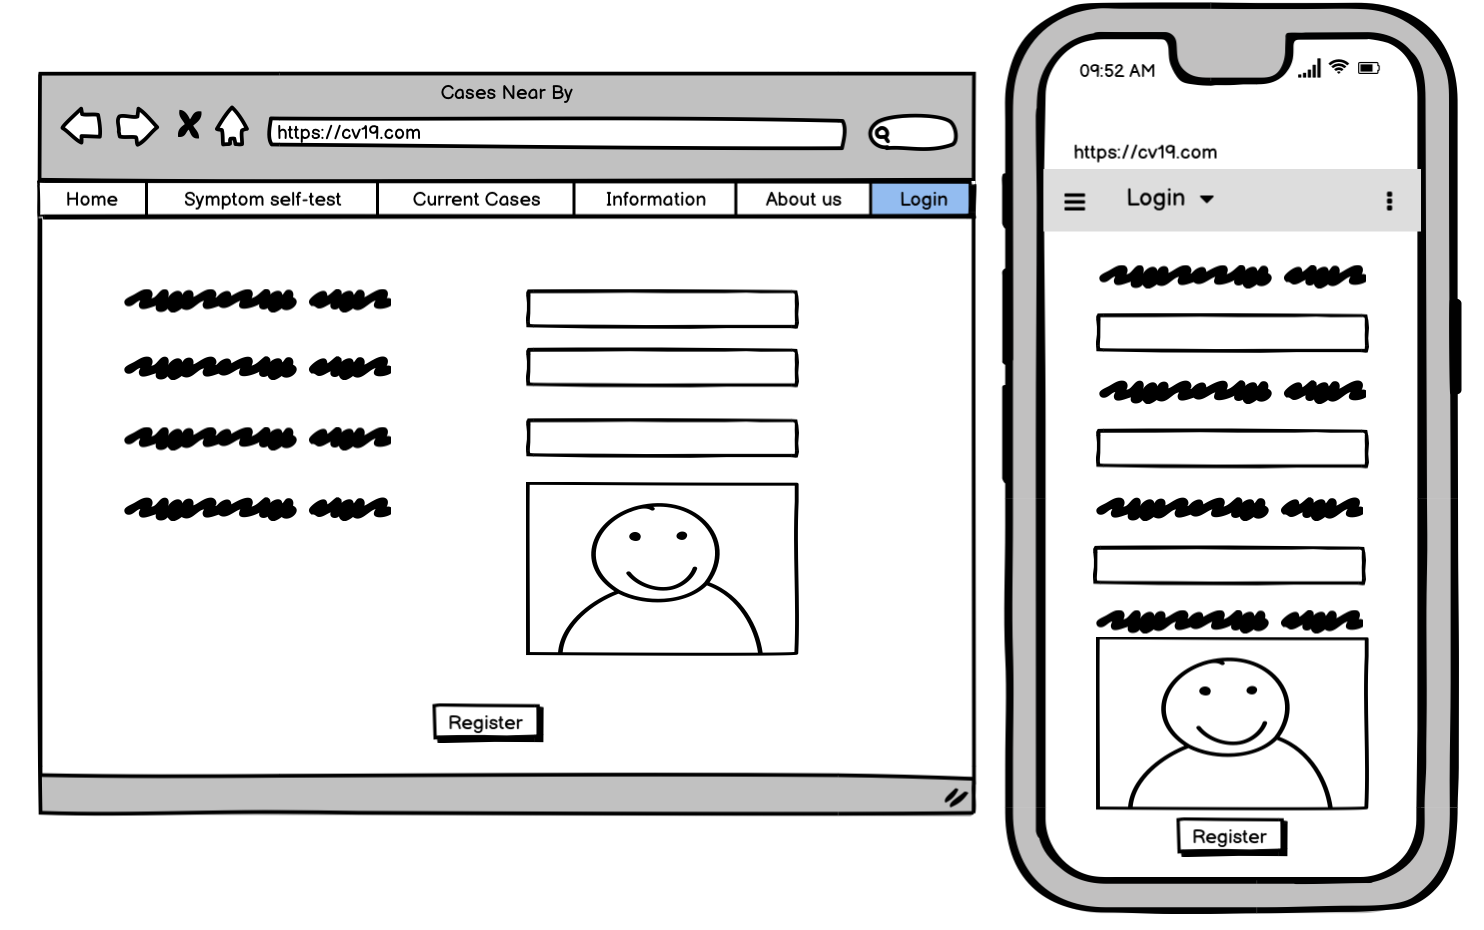 Cases Near By
https://cv19.com
Home Symptom self-test Current Cases Information About us Login
Register
09:52 AM
https://cv19.com
Login
Register